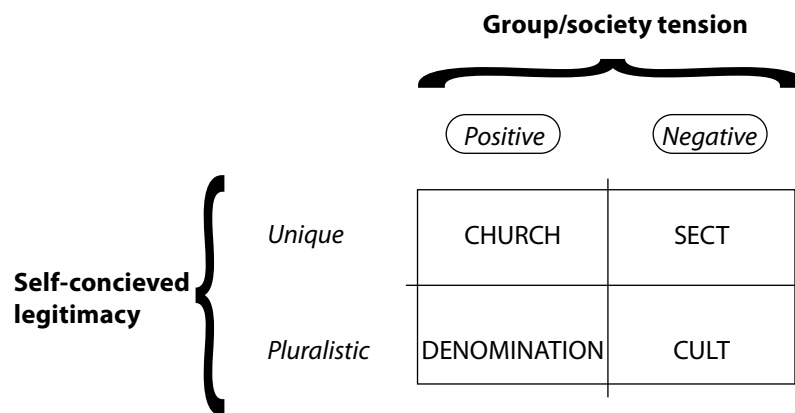 Group/society tension
Positive Negative
Unique CHURCH SECT
Self-concieved
legitimacy
Pluralistic DENOMINATION CULT